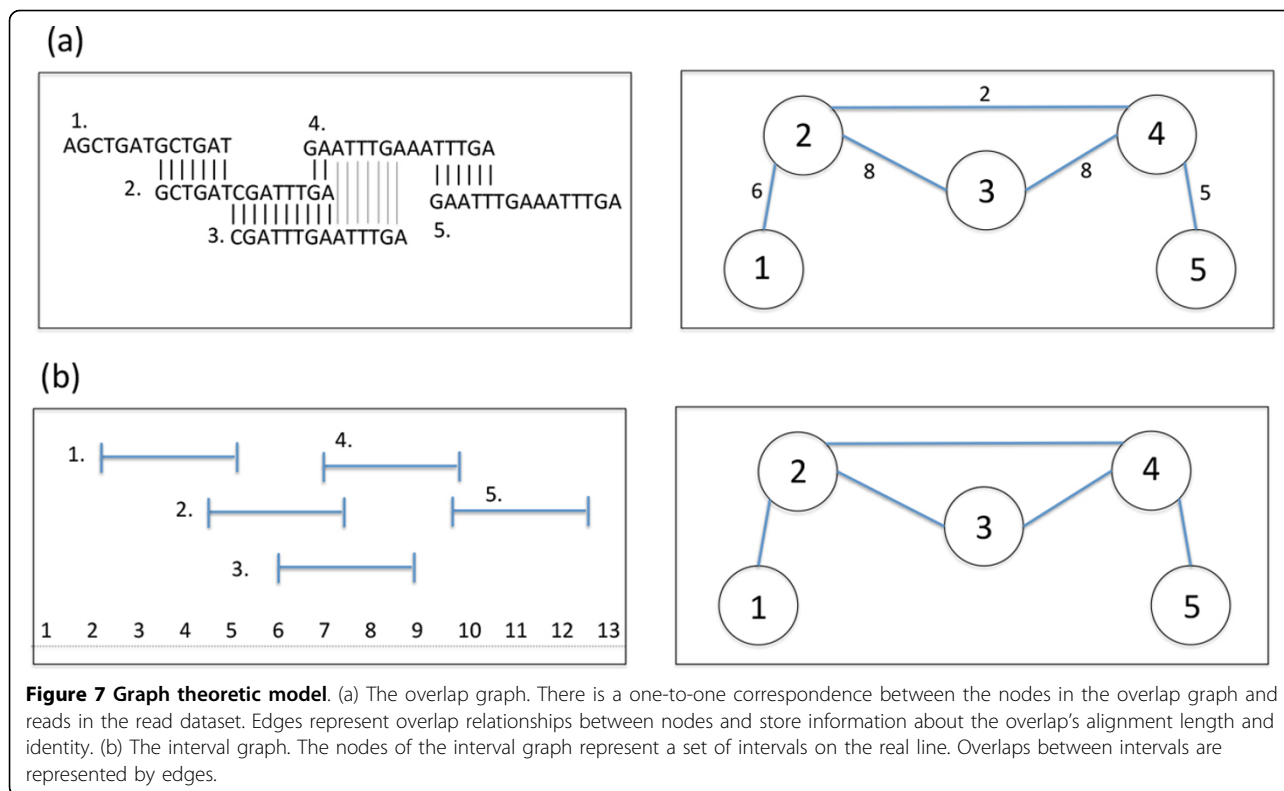 (a)
1.
4.
AGCTGATGCTGAT
GAATTTGAAATTTGA
2. GCTGATCGATTTGA
GAATTTGAAATTTGA
3. CGATTTGAATTTGA
5.
2
2
4
6
8
3
8
5
1
5
(b)
1.
4.
2.
5.
3.
1 2 3 4 5 6 7 8 9 10 11 12 13
2
4
3
1
5
Figure 7 Graph theoretic model. (a) The overlap graph. There is a one-to-one correspondence between the nodes in the overlap graph and
reads in the read dataset. Edges represent overlap relationships between nodes and store information about the overlap's alignment length and
identity. (b) The interval graph. The nodes of the interval graph represent a set of intervals on the real line. Overlaps between intervals are
represented by edges.